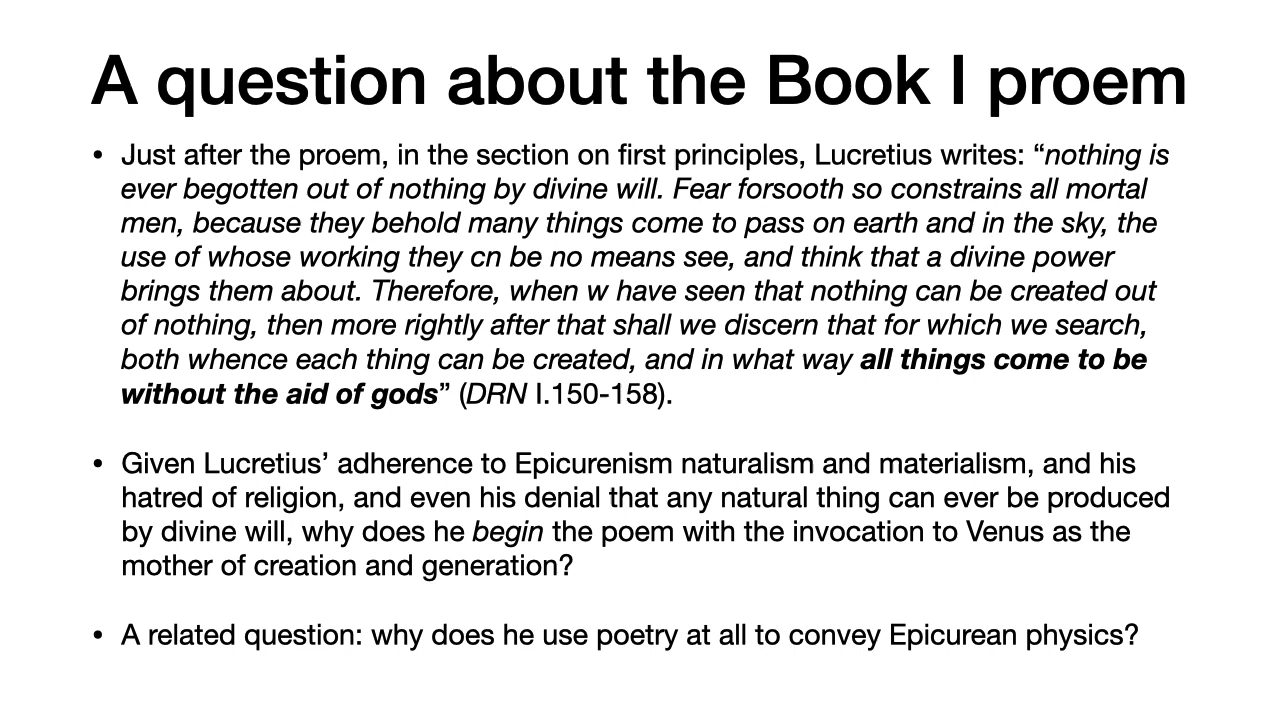 A question about the Book I proem
• Just after the proem, in the section on first principles, Lucretius writes: “nothing is
ever begotten out of nothing by divine will. Fear forsooth so constrains all mortal
men, because they behold many things come to pass on earth and in the sky, the
use of whose working they cn be no means see, and think that a divine power
brings them about. Therefore, when w have seen that nothing can be created out
of nothing, then more rightly after that shall we discern that for which we search,
both whence each thing can be created, and in what way all things come to be
without the aid of gods” (DRN I.150-158).
• Given Lucretius’ adherence to Epicurenism naturalism and materialism, and his
hatred of religion, and even his denial that any natural thing can ever be produced
by divine will, why does he begin the poem with the invocation to Venus as the
mother of creation and generation?
• A related question: why does he use poetry at all to convey Epicurean physics?